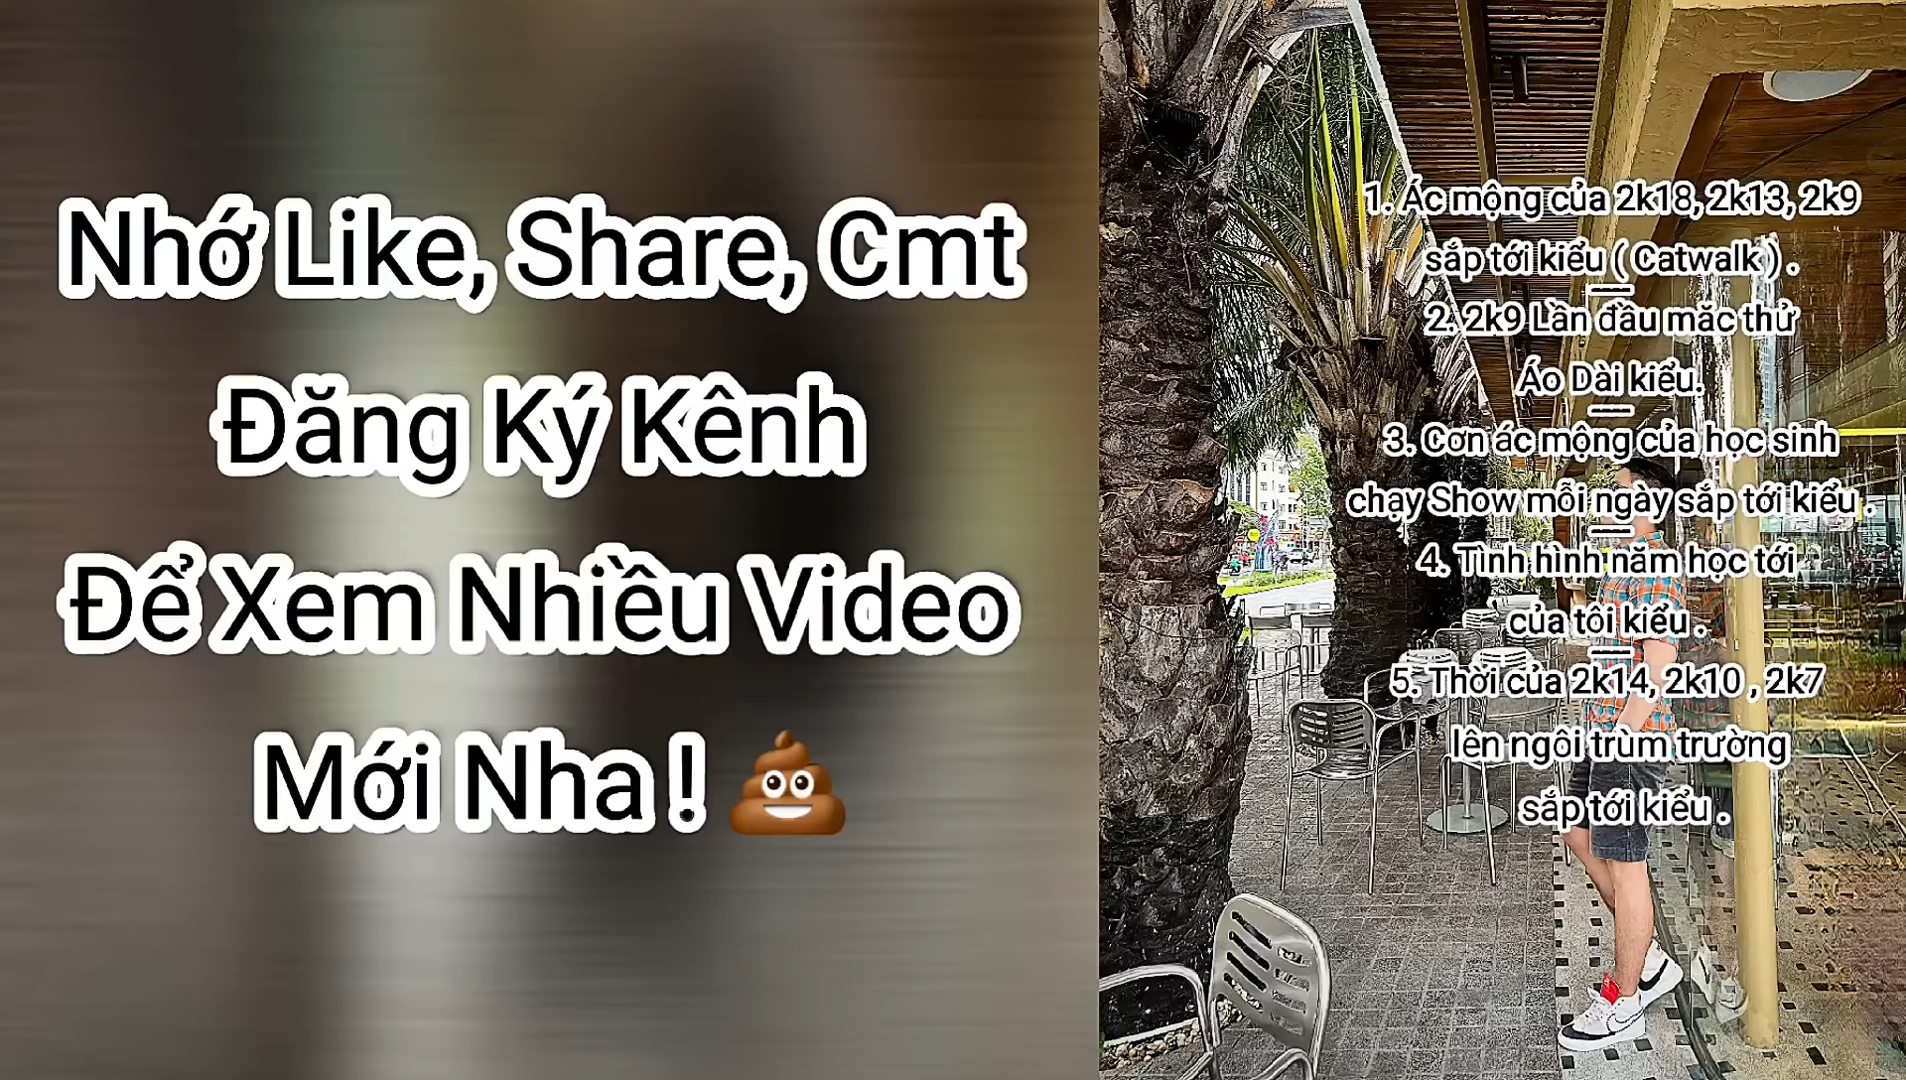 Nhớ Like, Share, Cmt
Đăng Ký Kênh
Để Xem Nhiều Video
Mới Nha ! 💩
1. Ác mộng của 2k18, 2k13, 2k9
sắp tới kiểu ( Catwalk ) .
2. 2k9 Lần đầu mặc thử
Áo Dài kiểu.
3. Cơn ác mộng của học sinh
chạy Show mỗi ngày sắp tới kiểu .
4. Tình hình năm học tới
của tôi kiểu .
5. Thời của 2k14, 2k10 , 2k7
lên ngôi trùm trường
sắp tới kiểu .